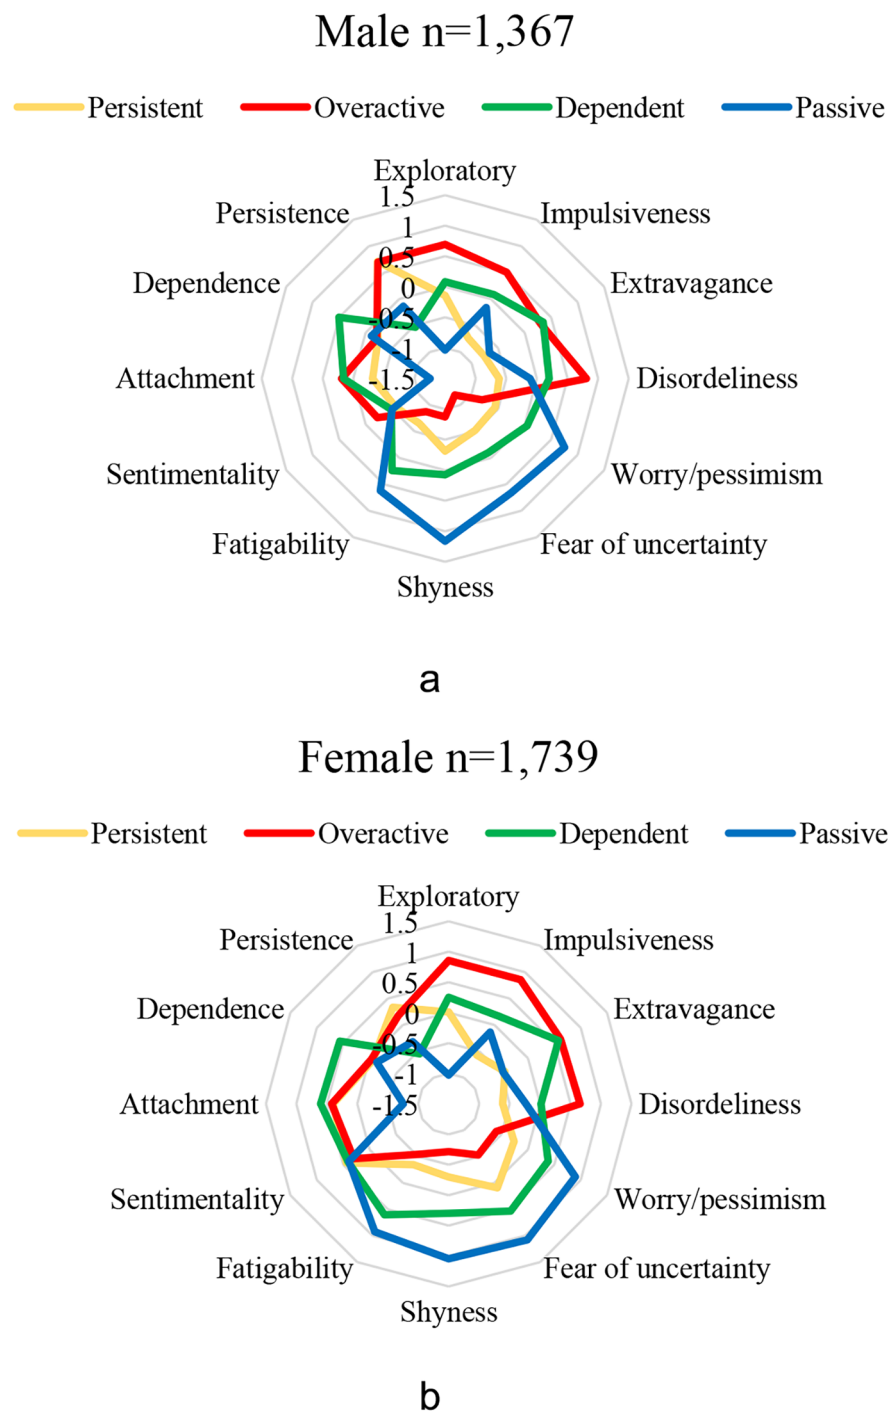 Male n=1,367
Persistent Overactive Dependent Passive
Exploratory
1.5
Persistence Impulsiveness
1
0.5
Dependence 0 Extravagance
-0.5
-1
Attachment -1.5 Disordeliness
Sentimentality Worry/pessimism
Fatigability Fear of uncertainty
Shyness
a
Female n=1,739
Persistent Overactive Dependent Passive
Exploratory
1.5
Persistence Impulsiveness
1
0.5
Dependence 0 Extravagance
-0.5
-1
Attachment -1.5 Disordeliness
Sentimentality Worry/pessimism
Fatigability Fear of uncertainty
Shyness
b